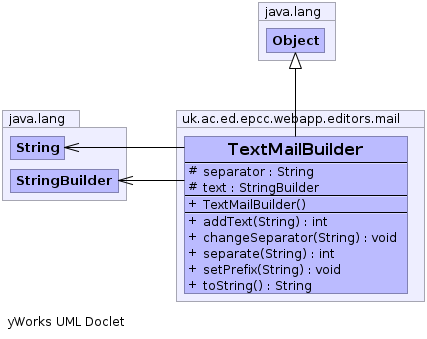 java.lang
Object
java.lang
String
StringBuilder
uk.ac.ed.epcc.webapp.editors.mail
TextMailBuilder
# separator : String
# text : StringBuilder
+ TextMailBuilder()
+ addText(String) : int
+ changeSeparator(String) : void
+ separate(String) : int
+ setPrefix(String) : void
+ toString() : String
yWorks UML Doclet